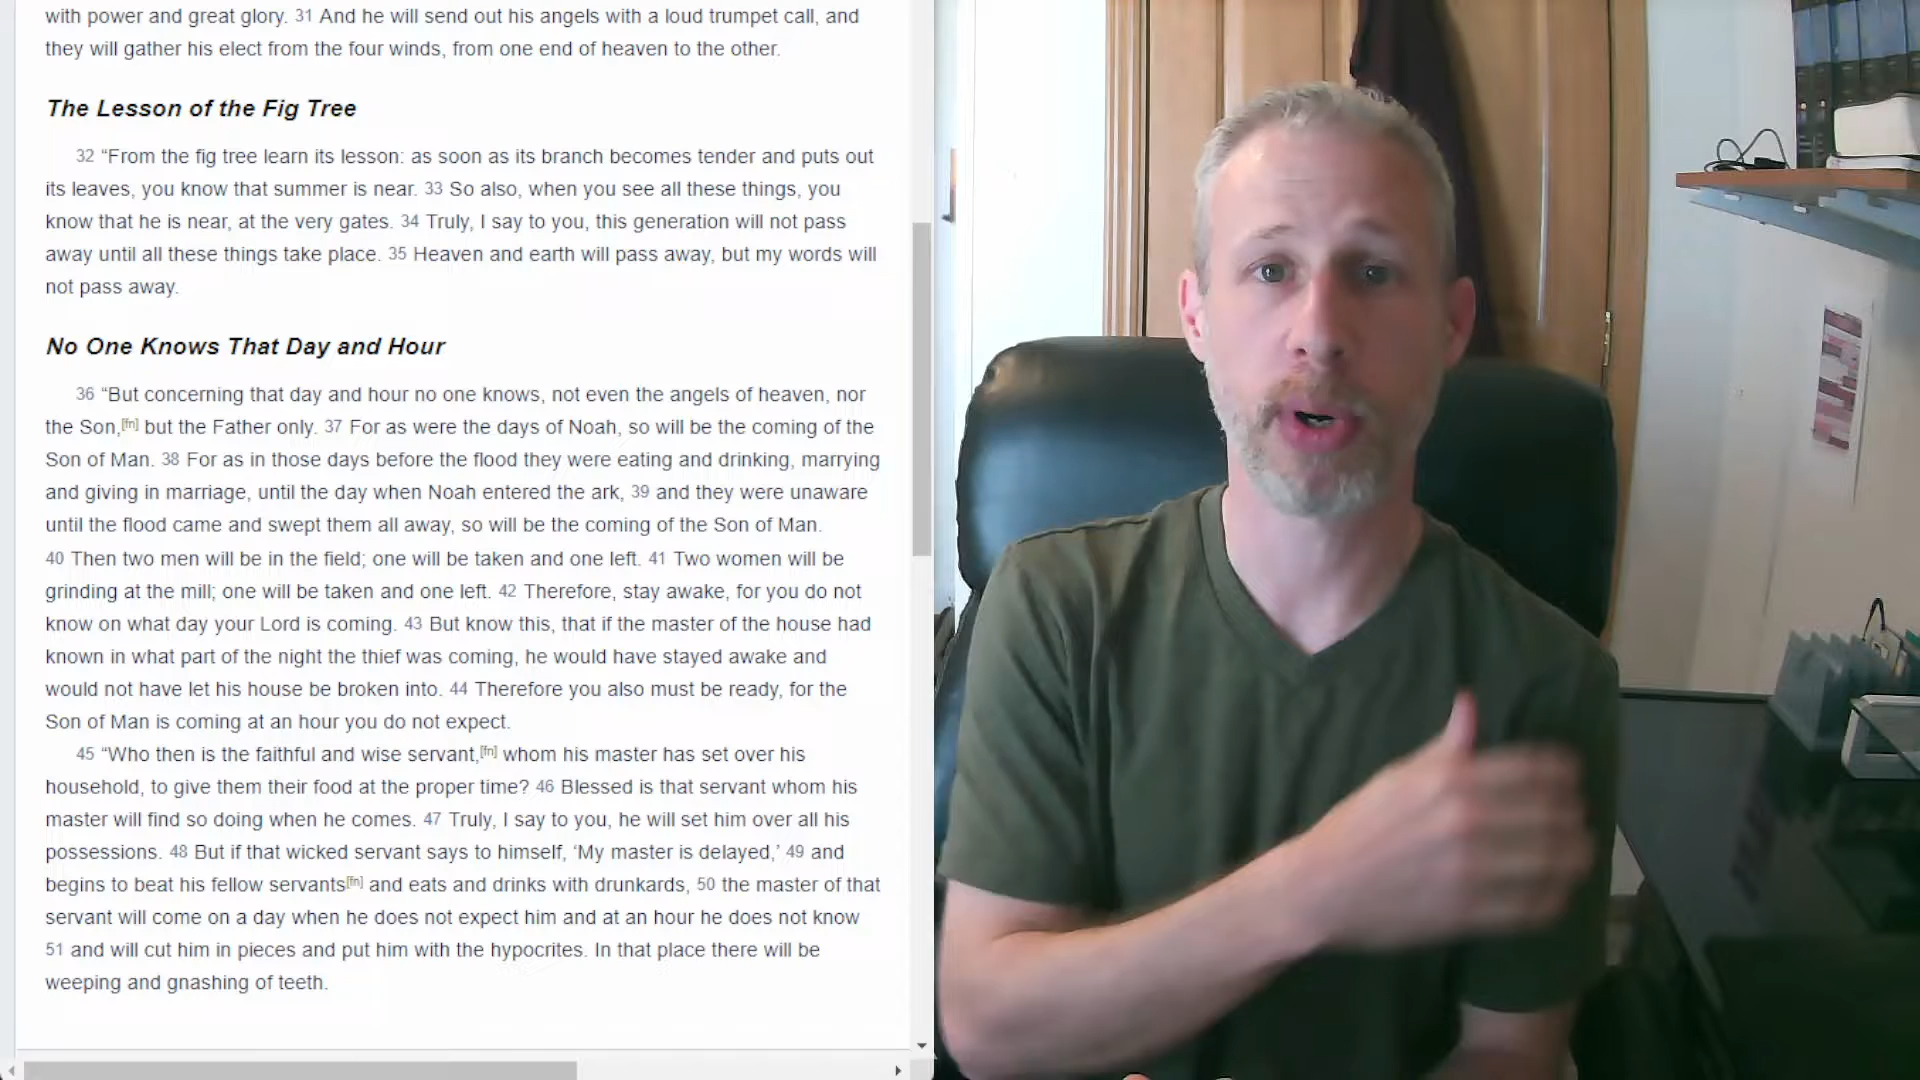 with power and great glory. 31 And he will send out his angels with a loud trumpet call, and
they will gather his elect from the four winds, from one end of heaven to the other.
The Lesson of the Fig Tree
32 “From the fig tree learn its lesson: as soon as its branch becomes tender and puts out
its leaves, you know that summer is near. 33 So also, when you see all these things, you
know that he is near, at the very gates. 34 Truly, I say to you, this generation will not pass
away until all these things take place. 35 Heaven and earth will pass away, but my words will
not pass away.
No One Knows That Day and Hour
36 “But concerning that day and hour no one knows, not even the angels of heaven, nor
the Son,[fn] but the Father only. 37 For as were the days of Noah, so will be the coming of the
Son of Man. 38 For as in those days before the flood they were eating and drinking, marrying
and giving in marriage, until the day when Noah entered the ark, 39 and they were unaware
until the flood came and swept them all away, so will be the coming of the Son of Man.
40 Then two men will be in the field; one will be taken and one left. 41 Two women will be
grinding at the mill; one will be taken and one left. 42 Therefore, stay awake, for you do not
know on what day your Lord is coming. 43 But know this, that if the master of the house had
known in what part of the night the thief was coming, he would have stayed awake and
would not have let his house be broken into. 44 Therefore you also must be ready, for the
Son of Man is coming at an hour you do not expect.
45 “Who then is the faithful and wise servant,[fn] whom his master has set over his
household, to give them their food at the proper time? 46 Blessed is that servant whom his
master will find so doing when he comes. 47 Truly, I say to you, he will set him over all his
possessions. 48 But if that wicked servant says to himself, ‘My master is delayed,’ 49 and
begins to beat his fellow servants[fn] and eats and drinks with drunkards, 50 the master of that
servant will come on a day when he does not expect him and at an hour he does not know
51 and will cut him in pieces and put him with the hypocrites. In that place there will be
weeping and gnashing of teeth.